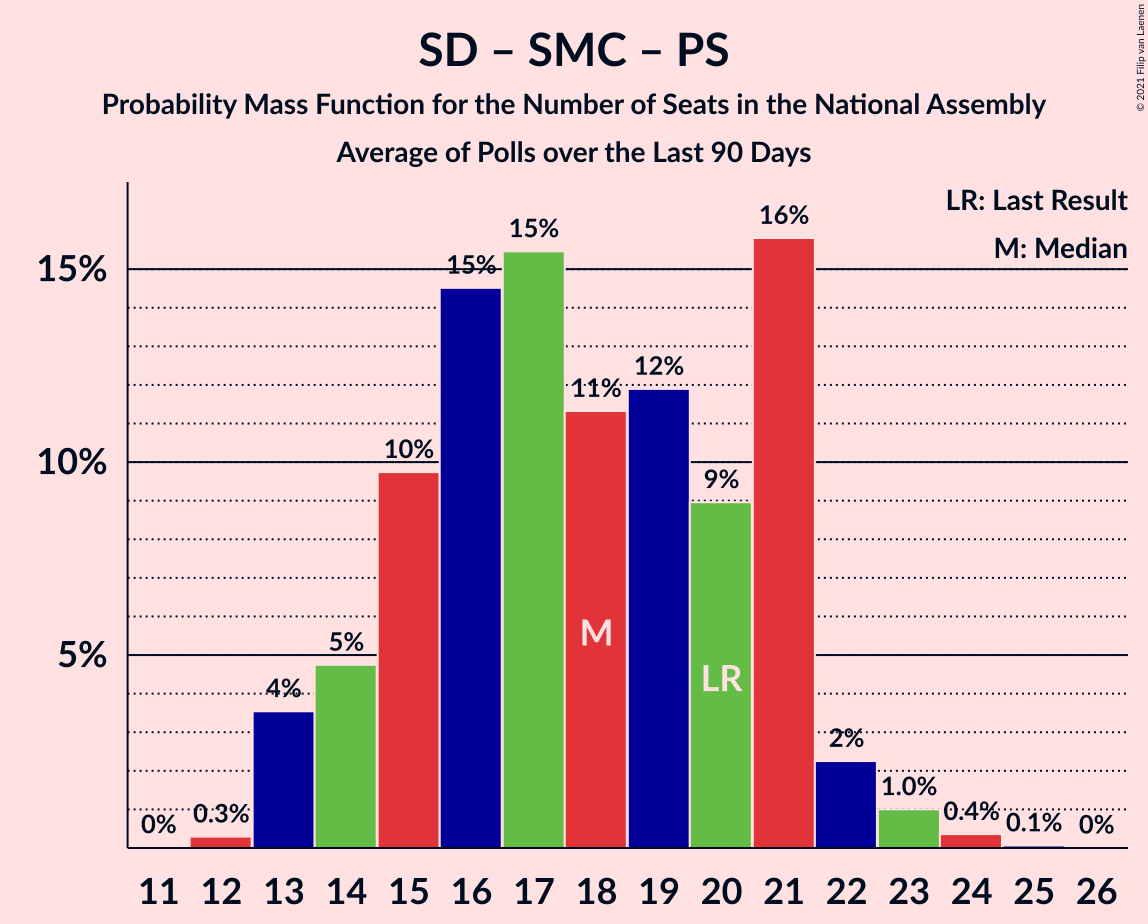 SD – SMC – PS
Probability Mass Function for the Number of Seats in the National Assembly
Average of Polls over the Last 90 Days
© 2021 Filip van Laenen
LR: Last Result
M: Median
15%
10%
5%
0%
0.3%
4%
5%
10%
15%
15%
11%
12%
9%
16%
2%
1.0%
0.4%
0.1%
0%
M
LR
11 12 13 14 15 16 17 18 19 20 21 22 23 24 25 26